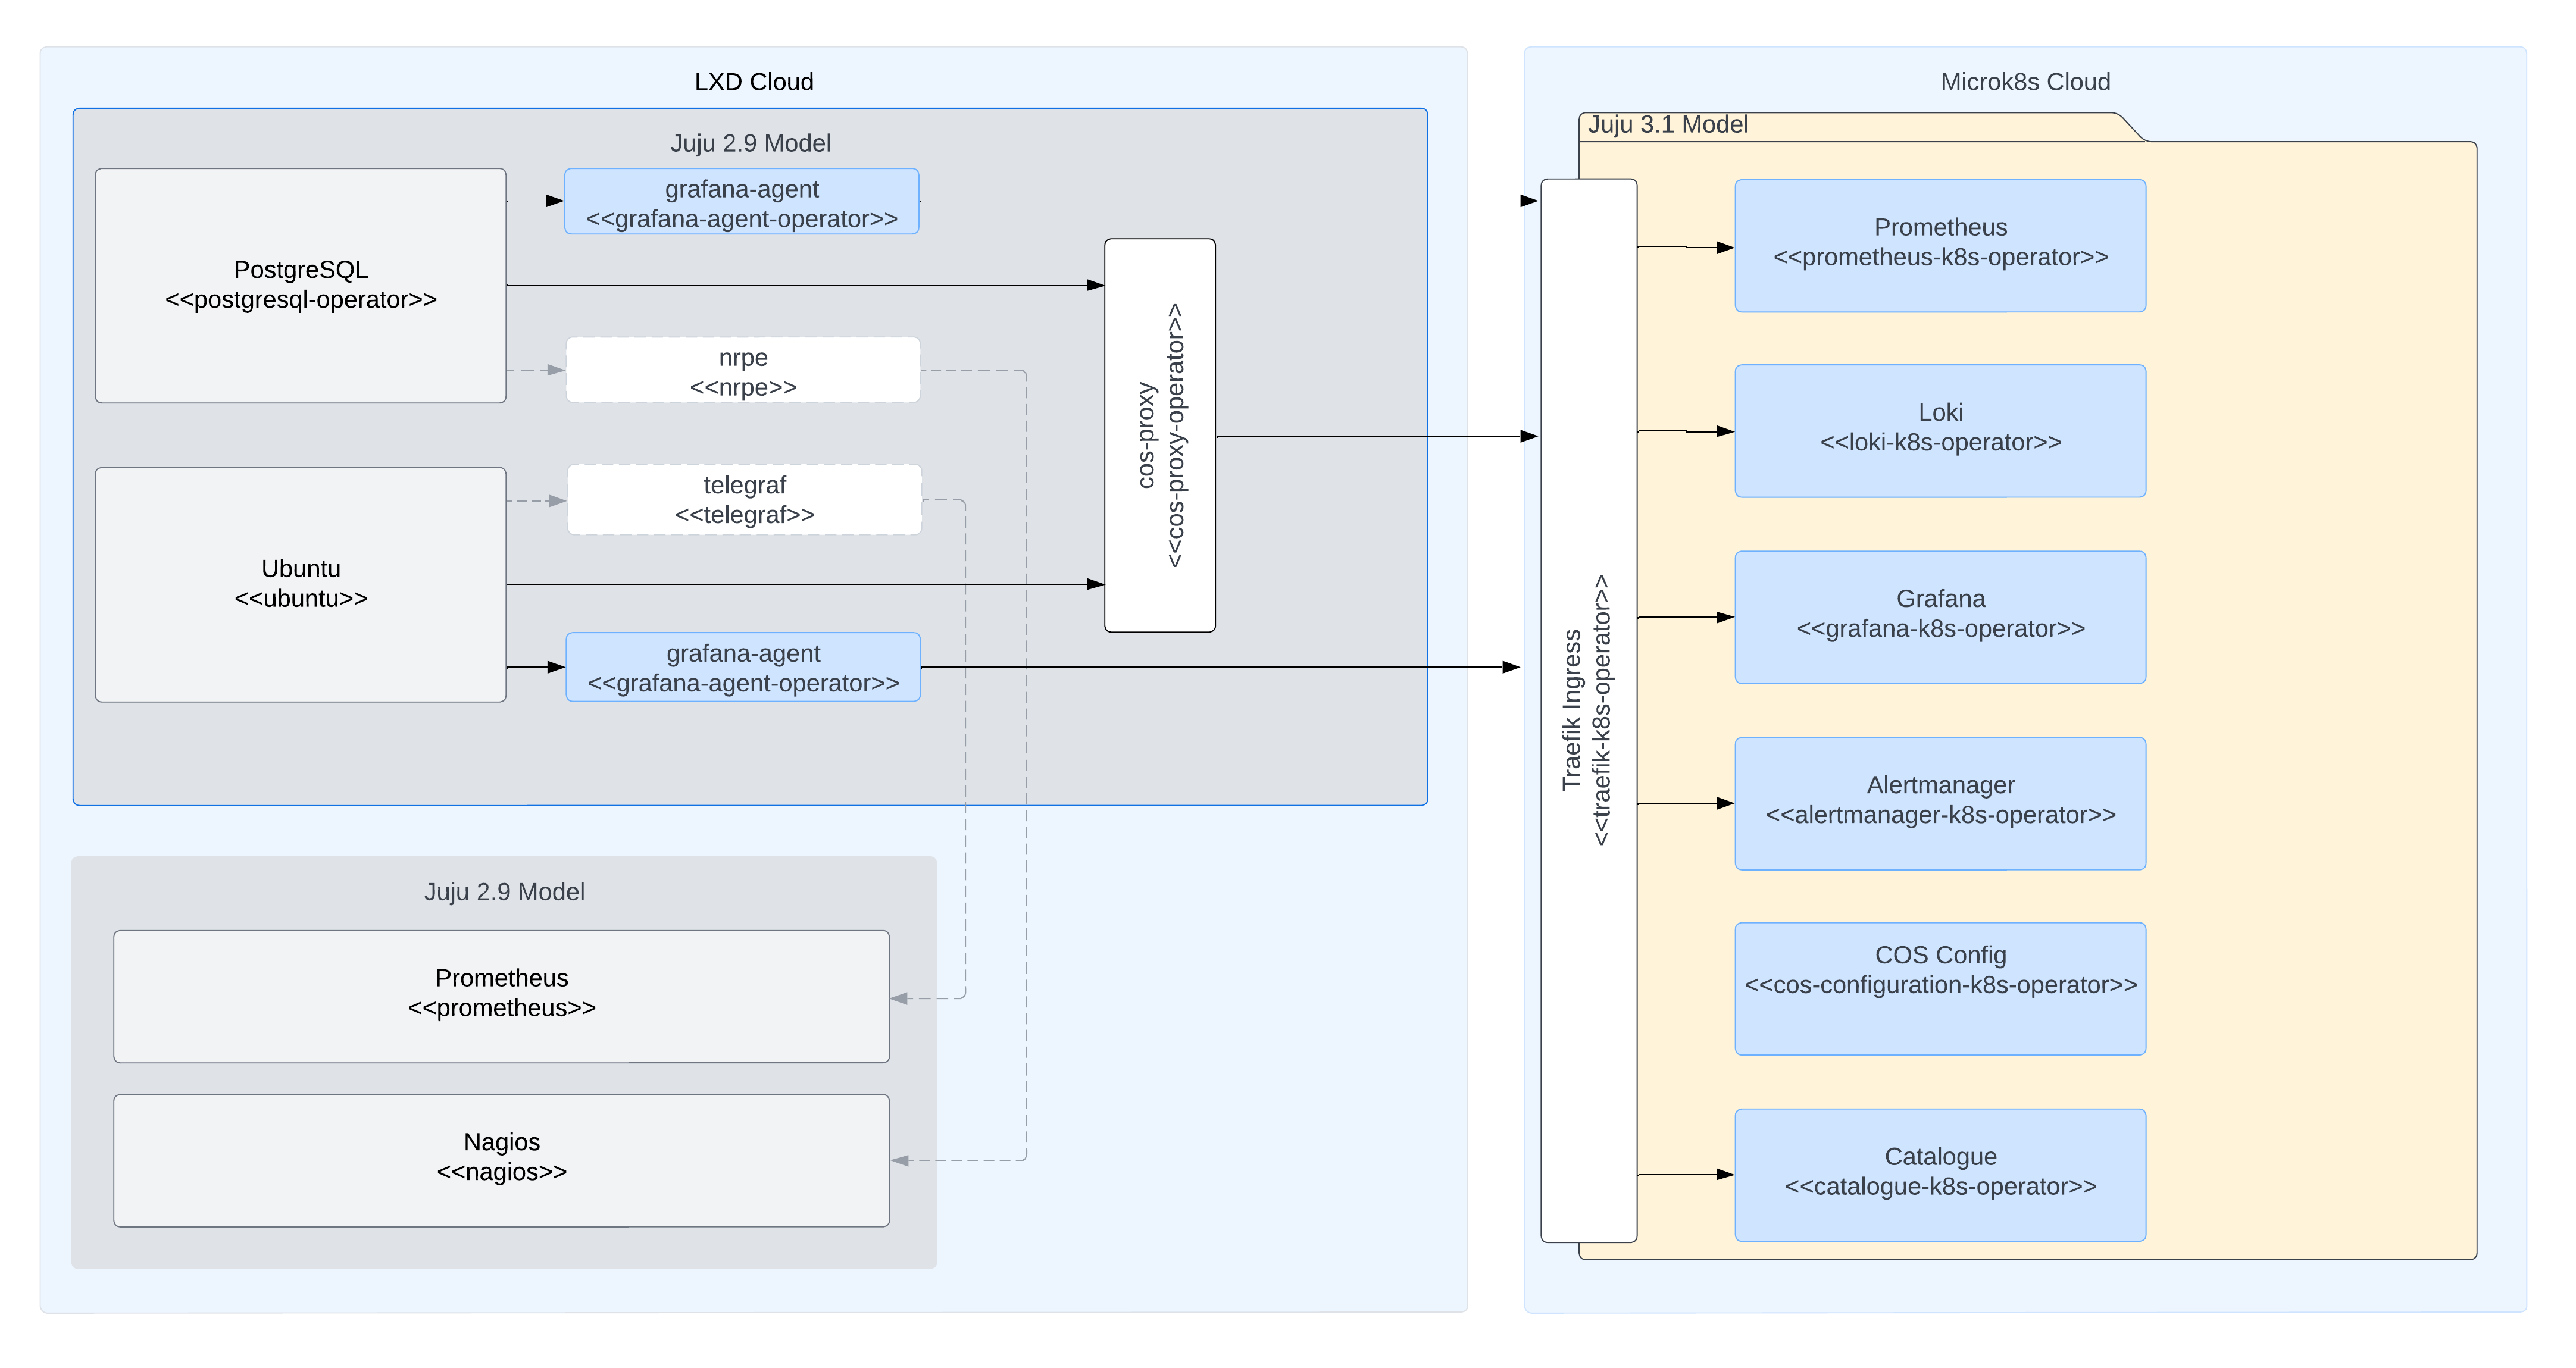 LXD Cloud
Juju 2.9 Model
PostgreSQL
<<postgresql-operator>>
grafana-agent
<<grafana-agent-operator>>
nrpe
<<nrpe>>
Ubuntu
<<ubuntu>>
telegraf
<<telegraf>>
grafana-agent
<<grafana-agent-operator>>
cos-proxy
<<cos-proxy-operator>>
Juju 2.9 Model
Prometheus
<<prometheus>>
Nagios
<<nagios>>
Microk8s Cloud
Juju 3.1 Model
Traefik Ingress
<<traefik-k8s-operator>>
Prometheus
<<prometheus-k8s-operator>>
Loki
<<loki-k8s-operator>>
Grafana
<<grafana-k8s-operator>>
Alertmanager
<<alertmanager-k8s-operator>>
COS Config
<<cos-configuration-k8s-operator>>
Catalogue
<<catalogue-k8s-operator>>